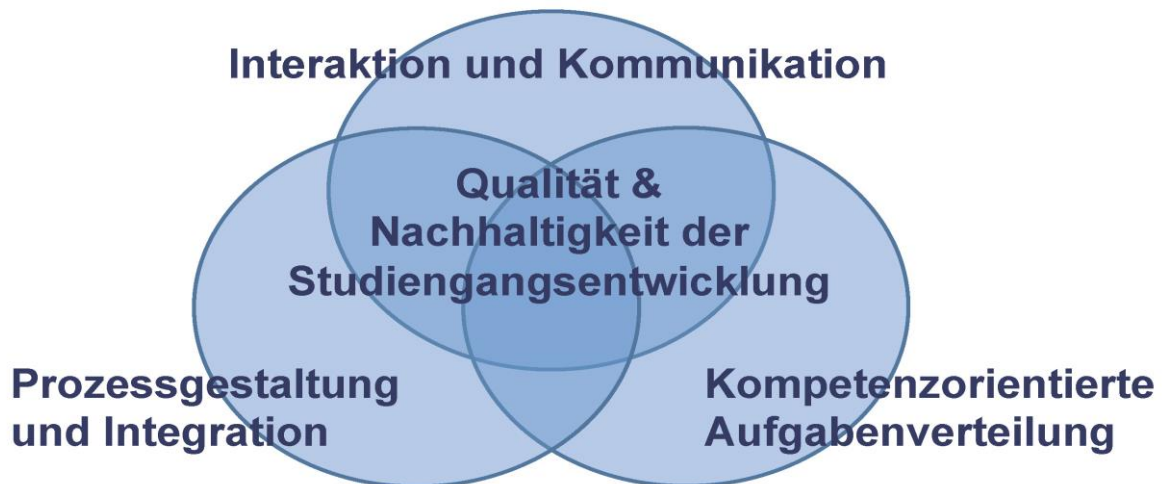 Interaktion und Kommunikation
Qualität &
Nachhaltigkeit der
Studiengangsentwicklung
Prozessgestaltung
und Integration
Kompetenzorientierte
Aufgabenverteilung